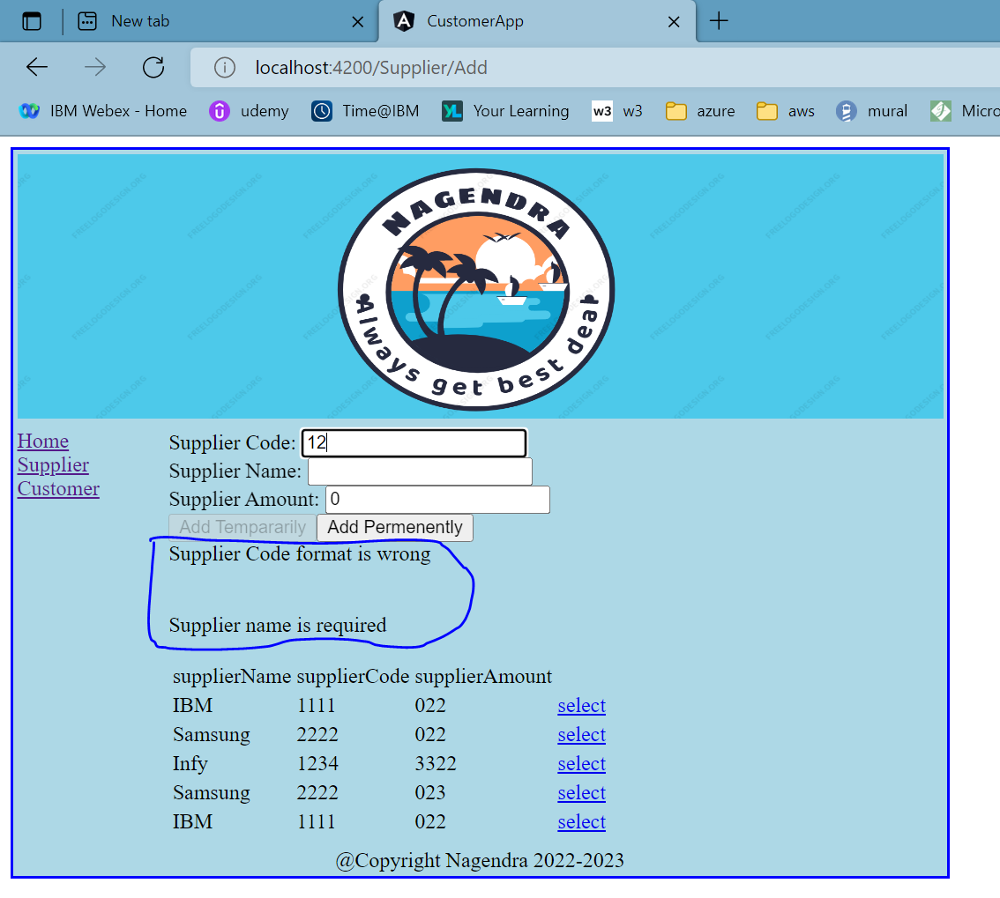 New tab
CustomerApp
localhost:4200/Supplier/Add
IBM Webex - Home udemy Time@IBM YL Your Learning w3 w3 azure aws mural Micro
NAGENDRA
Always get best deal
FREELOGODESIGN.ORG
Home
Supplier
Customer
Supplier Code: 12
Supplier Name:
Supplier Amount: 0
Add Tempararily Add Permenently
Supplier Code format is wrong
Supplier name is required
supplierName supplierCode supplierAmount
IBM 1111 022 select
Samsung 2222 022 select
Infy 1234 3322 select
Samsung 2222 023 select
IBM 1111 022 select
@Copyright Nagendra 2022-2023